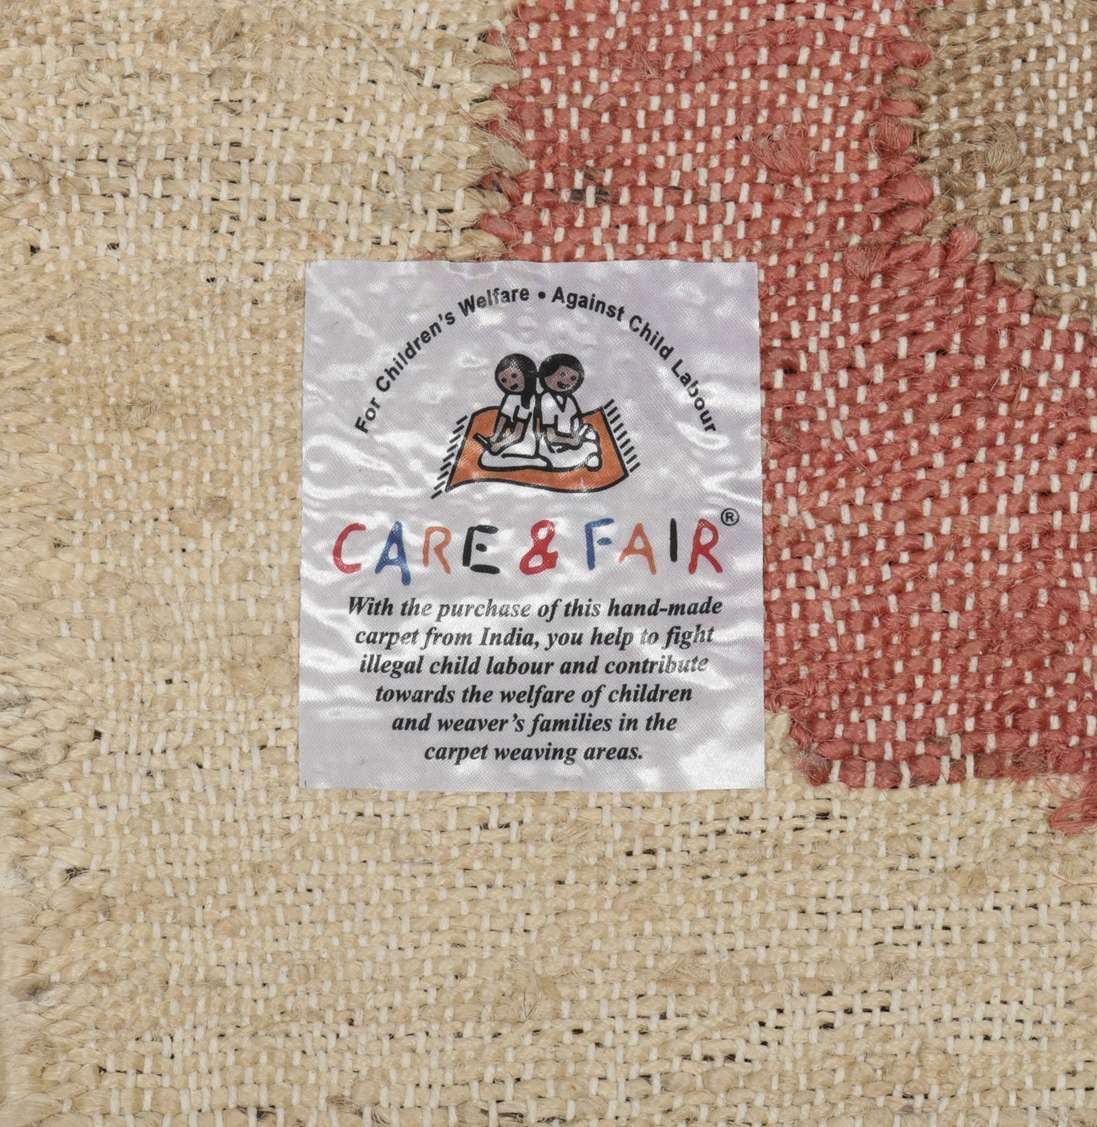 For Children's Welfare • Against Child Labour
CARE & FAIR®
With the purchase of this hand-made
carpet from India, you help to fight
illegal child labour and contribute
towards the welfare of children
and weaver's families in the
carpet weaving areas.